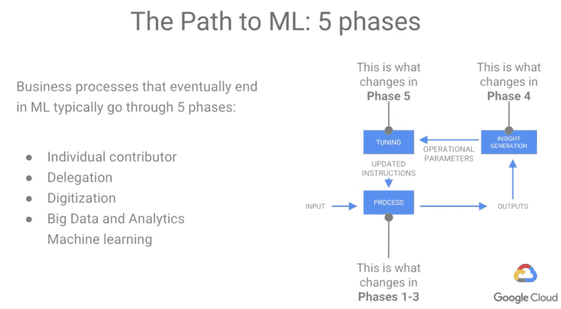 The Path to ML: 5 phases
Business processes that eventually end
in ML typically go through 5 phases:
● Individual contributor
● Delegation
● Digitization
● Big Data and Analytics
Machine learning
This is what
changes in
Phase 5
This is what
changes in
Phase 4
TUNING
INSIGHT
GENERATION
OPERATIONAL
PARAMETERS
UPDATED
INSTRUCTIONS
INPUT
PROCESS
OUTPUTS
This is what
changes in
Phases 1-3
Google Cloud